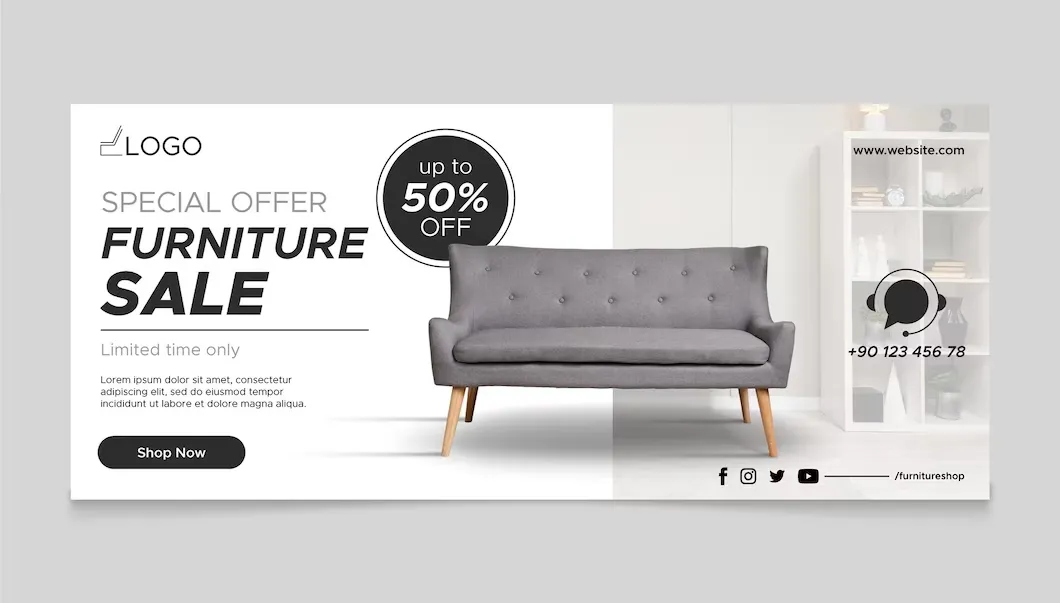 LOGO
SPECIAL OFFER
FURNITURE
SALE
Limited time only
Lorem ipsum dolor sit amet, consectetur
adipiscing elit, sed do eiusmod tempor
incididunt ut labore et dolore magna aliqua.
Shop Now
up to
50%
OFF
www.website.com
+90 123 456 78
/furnitureshop